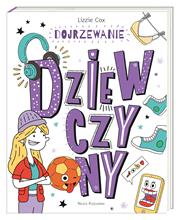 Lizzie Cox
DOJRZEWANIE
DZIEW
CZY
NY
Nasza Księgarnia